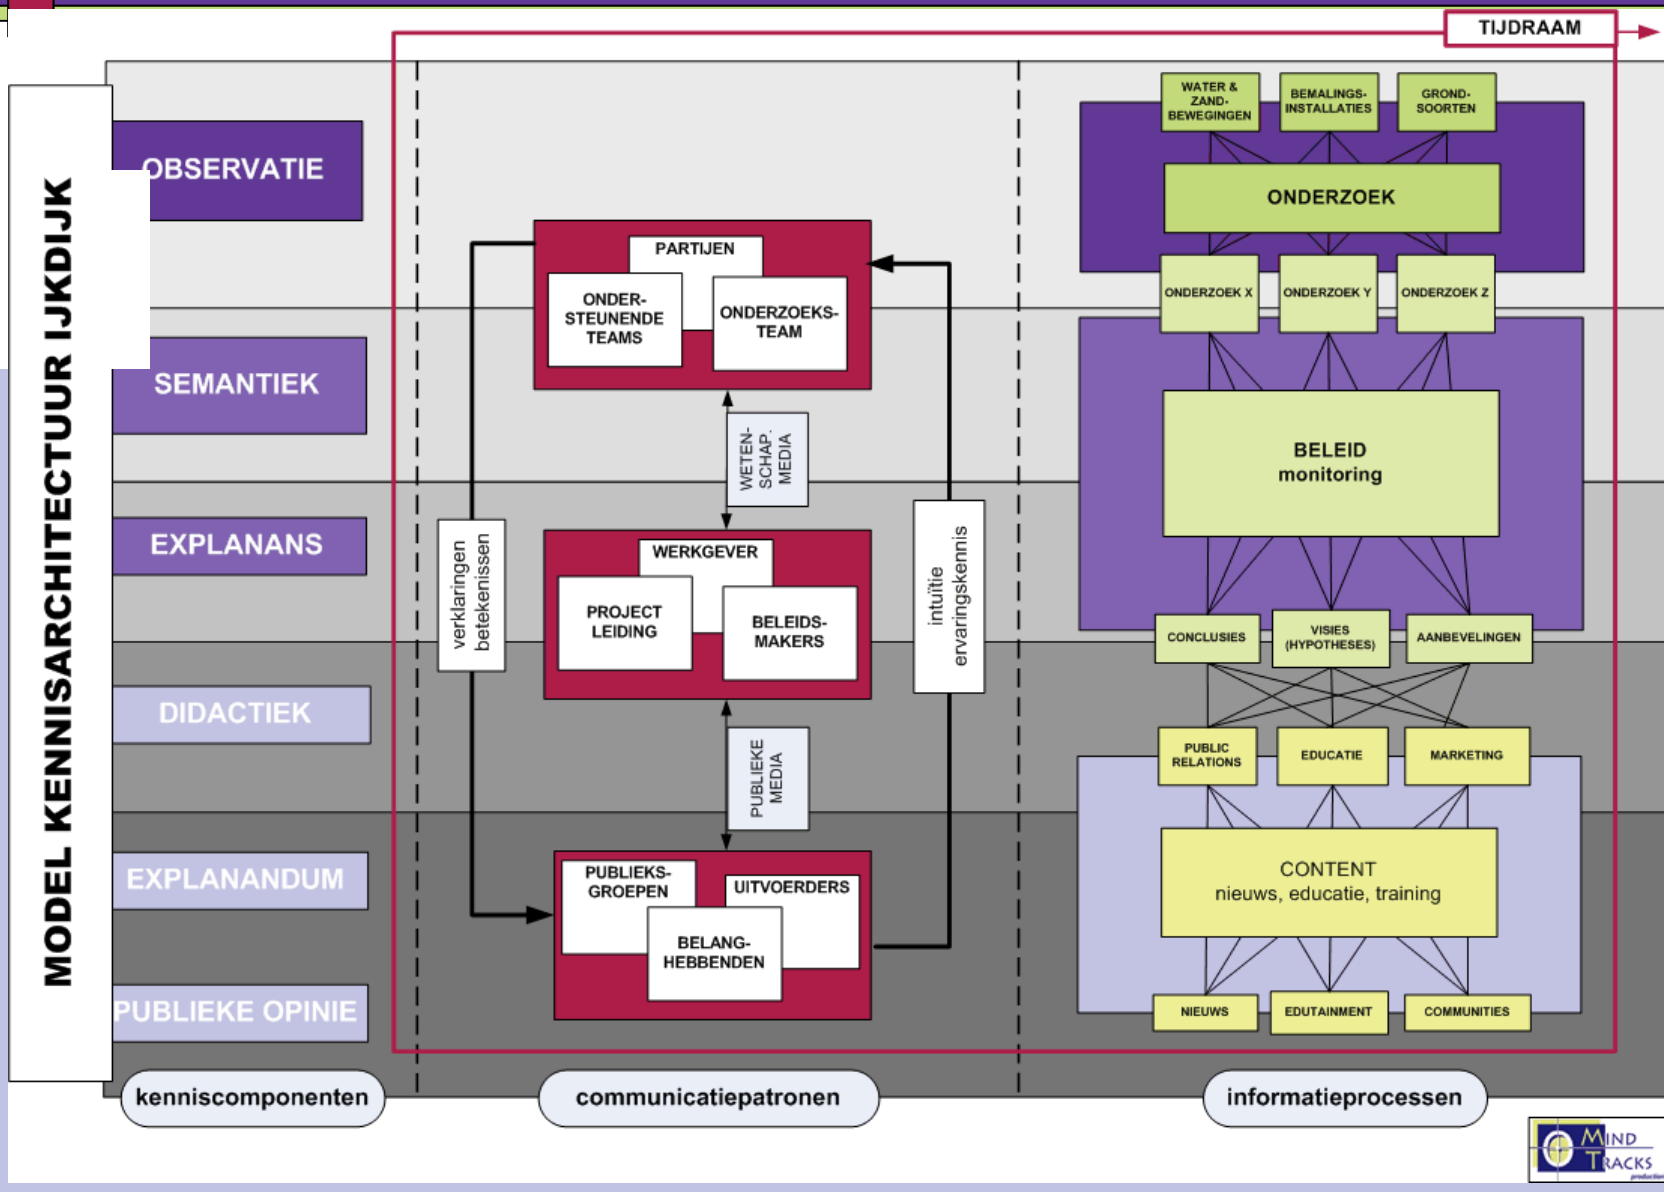 TIJDRAAM
MODEL KENNISARCHITECTUUR IJKDIJK
OBSERVATIE
SEMANTIEK
EXPLANANS
DIDACTIEK
EXPLANANDUM
PUBLIEKE OPINIE
kenniscomponenten
PARTIJEN
ONDER-
STEUNENDE
TEAMS
ONDERZOEKS-
TEAM
WETEN-
SCHAP.
MEDIA
verklaringen
betekenissen
WERKGEVER
PROJECT
LEIDING
BELEIDS-
MAKERS
intuïtie
ervaringskennis
PUBLIEKE
MEDIA
PUBLIEKS-
GROEPEN
UITVOERDERS
BELANG-
HEBBENDEN
communicatiepatronen
WATER &
ZAND-
BEWEGINGEN
BEMALINGS-
INSTALLATIES
GROND-
SOORTEN
ONDERZOEK
ONDERZOEK X
ONDERZOEK Y
ONDERZOEK Z
BELEID
monitoring
CONCLUSIES
VISIES
(HYPOTHESES)
AANBEVELINGEN
PUBLIC
RELATIONS
EDUCATIE
MARKETING
CONTENT
nieuws, educatie, training
NIEUWS
EDUTAINMENT
COMMUNITIES
informatieprocessen
MIND
TRACKS